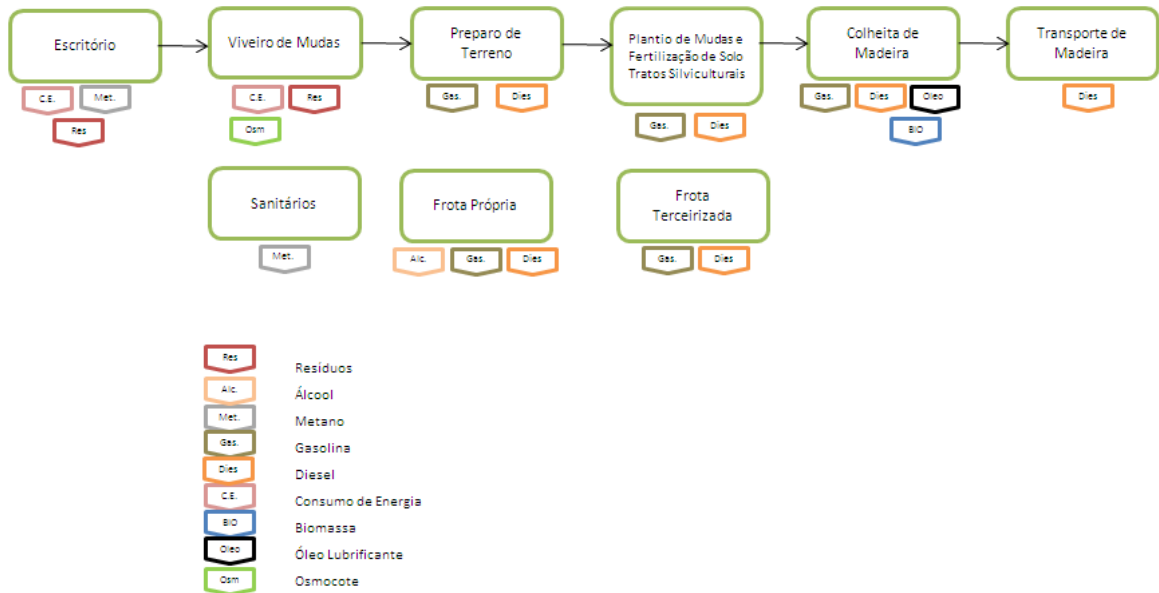 Escritório
Viveiro de Mudas
Preparo de
Terreno
Plantio de Mudas e
Fertilização de Solo
Tratos Silviculturais
Colheita de
Madeira
Transporte de
Madeira
C.E.
Met.
Res
C.E.
Res
Osm
Gas.
Dies
Gas.
Dies
Gas.
Dies
Oleo
BIO
Dies
Sanitários
Frota Própria
Frota
Terceirizada
Met.
Alc.
Gas.
Dies
Gas.
Dies
Res
Resíduos
Alc.
Álcool
Met.
Metano
Gas.
Gasolina
Dies
Diesel
C.E.
Consumo de Energia
BIO
Biomassa
Oleo
Óleo Lubrificante
Osm
Osmocote